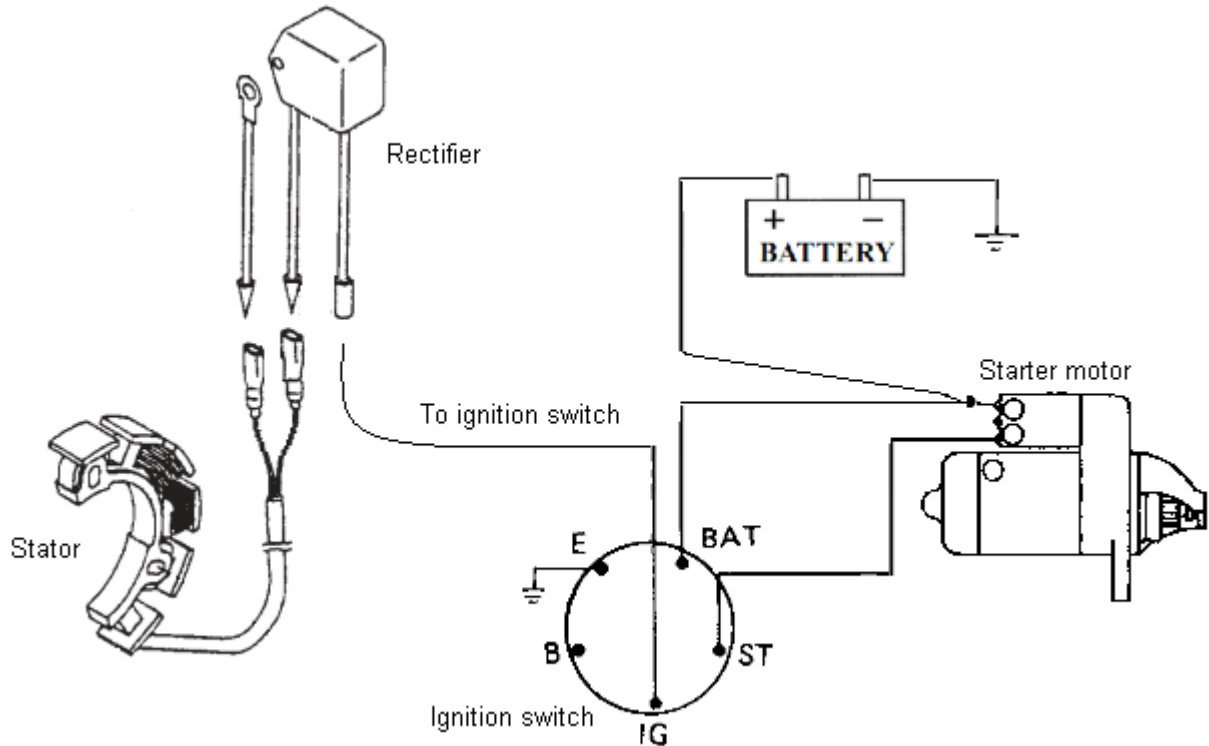 Rectifier
+ −
BATTERY
Starter motor
To ignition switch
Stator
E
BAT
B
ST
Ignition switch
IG